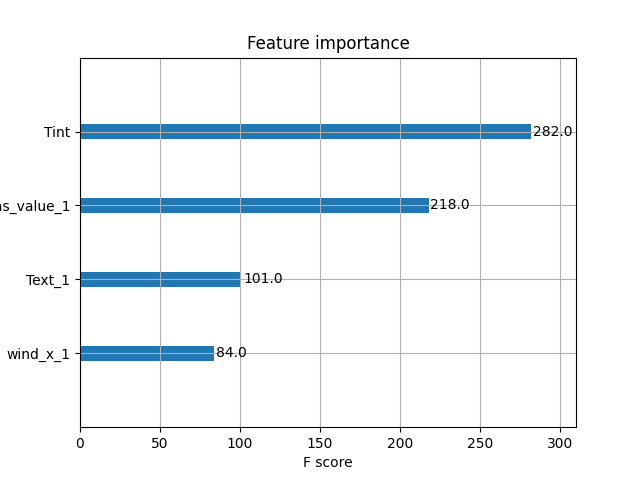 Feature importance
Tint
282.0
s_value_1
218.0
Text_1
101.0
wind_x_1
84.0
0 50 100 150 200 250 300
F score